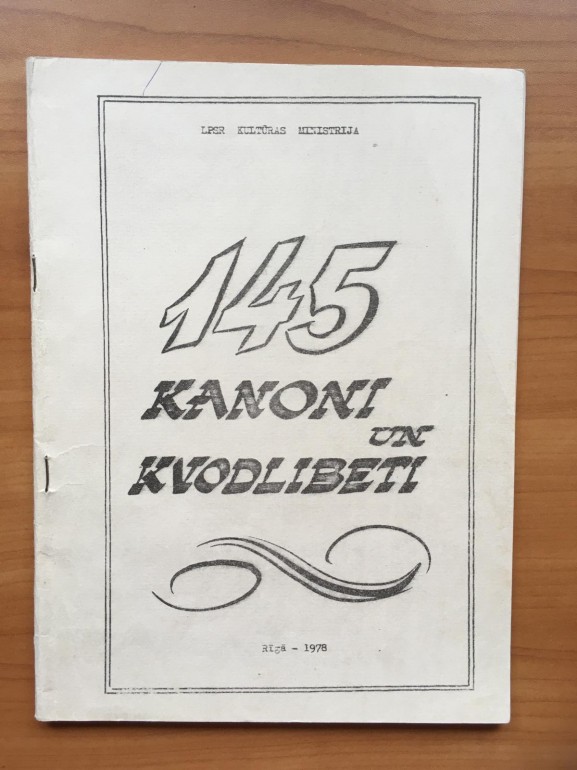 LPSR KULTŪRAS MINISTRIJA
145
KANONI
UN
KVODLIBETI
Rīgā - 1978